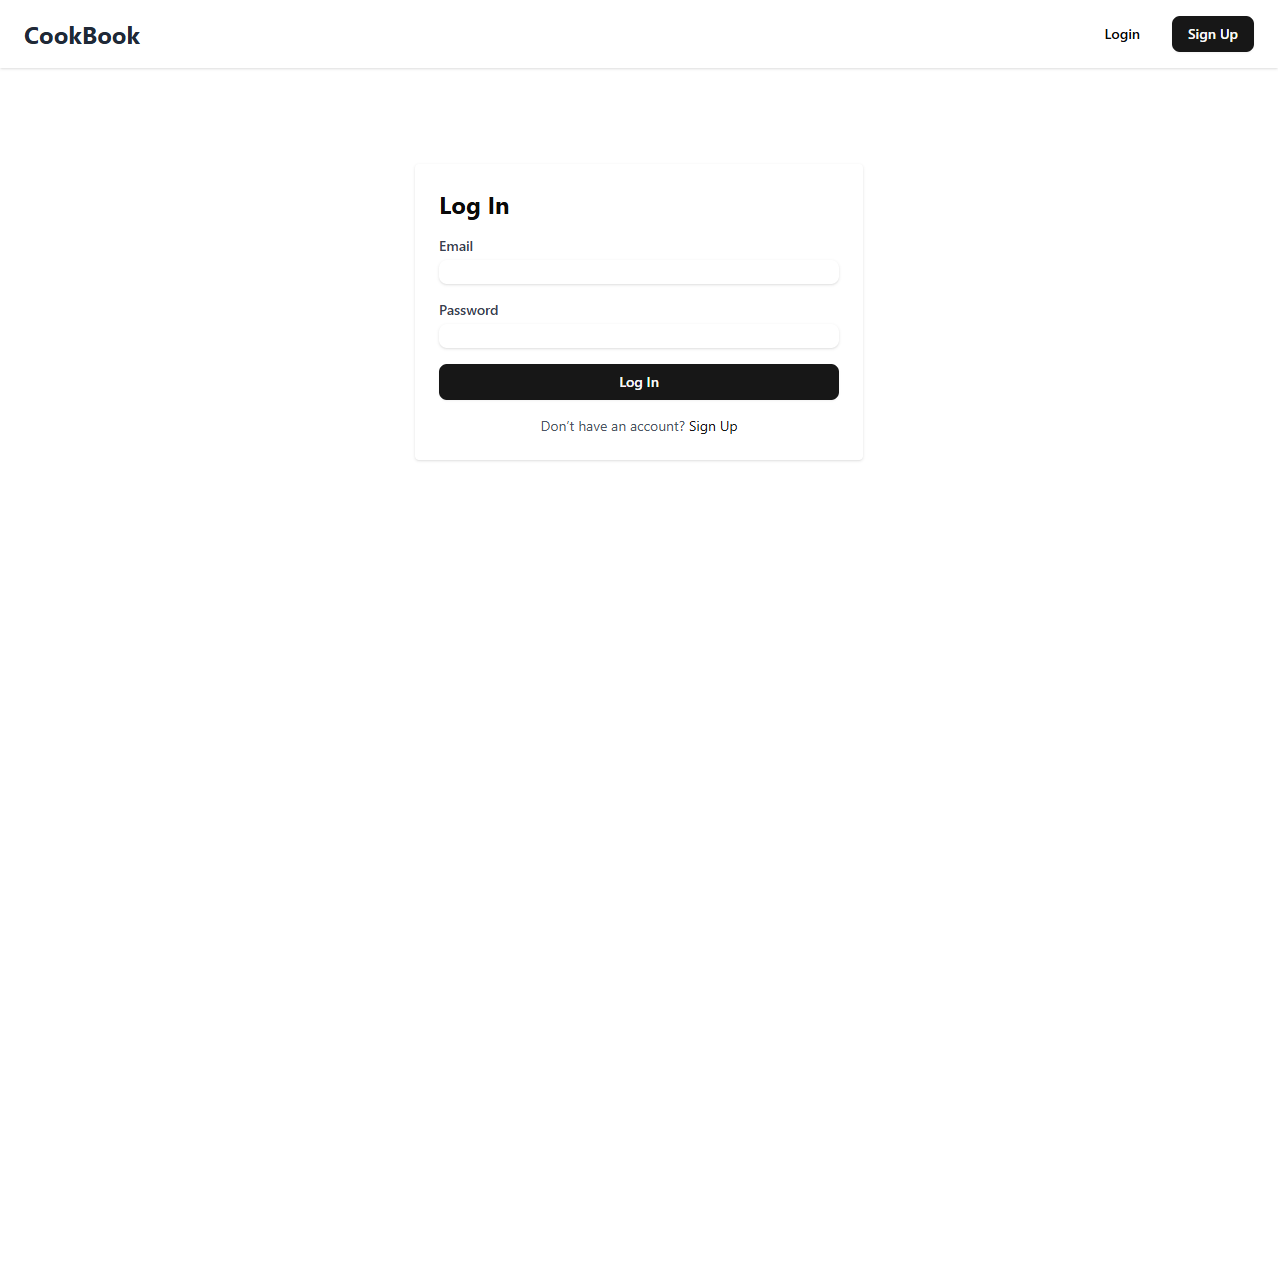 CookBook
Login
Sign Up
Log In
Email
Password
Log In
Don’t have an account? Sign Up